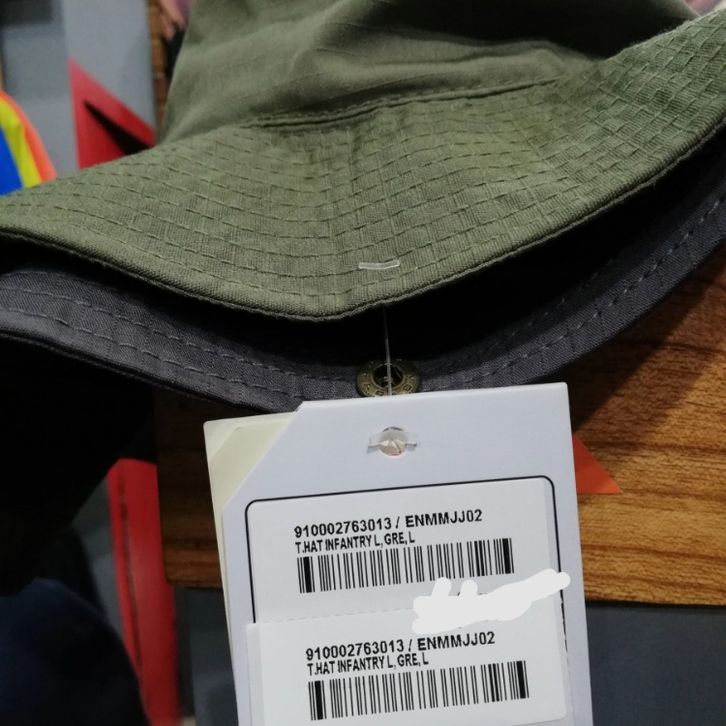 910002763013 / ENMMJJ02
T.HAT INFANTRY L, GRE, L
910002763013 / ENMMJJ02
T.HAT INFANTRY L, GRE, L